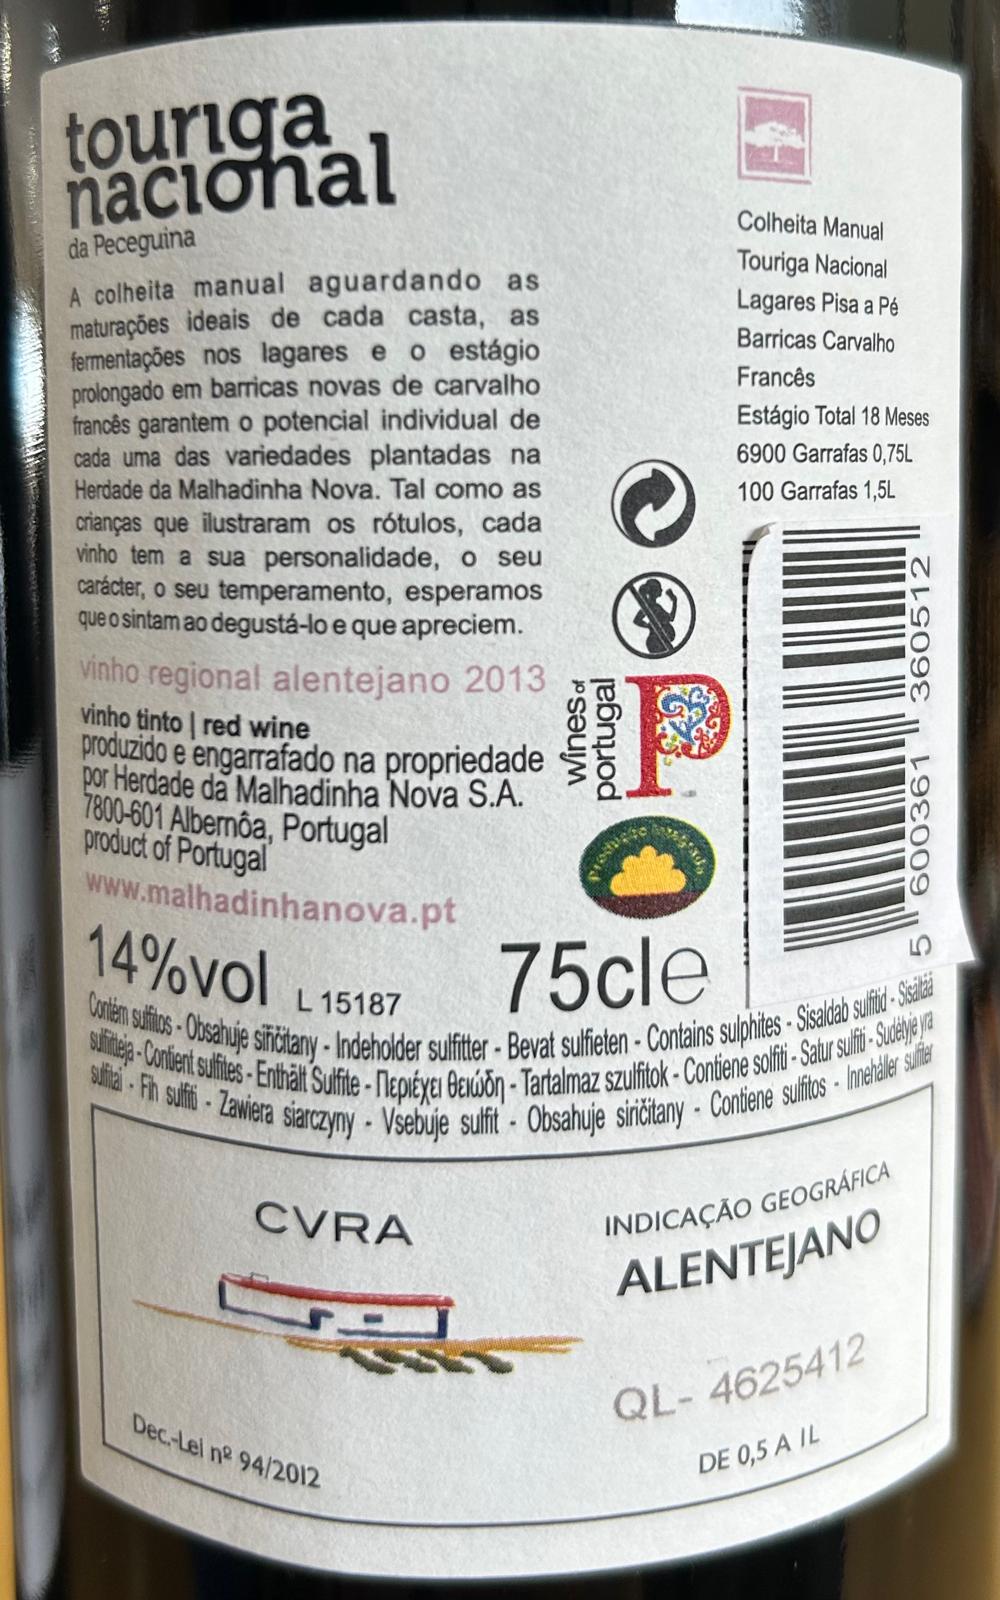 touriga
nacional
da Peceguina
A colheita manual aguardando as
maturações ideais de cada casta, as
fermentações nos lagares e o estágio
prolongado em barricas novas de carvalho
francês garantem o potencial individual de
cada uma das variedades plantadas na
Herdade da Malhadinha Nova. Tal como as
crianças que ilustraram os rótulos, cada
vinho tem a sua personalidade, o seu
carácter, o seu temperamento, esperamos
que o sintam ao degustá-lo e que apreciem.
vinho regional alentejano 2013
vinho tinto | red wine
produzido e engarrafado na propriedade
por Herdade da Malhadinha Nova S.A.
7800-601 Albernôa, Portugal
product of Portugal
www.malhadinhanova.pt
14%vol
L 15187
75cl e
Colheita Manual
Touriga Nacional
Lagares Pisa a Pé
Barricas Carvalho
Francês
Estágio Total 18 Meses
6900 Garrafas 0,75L
100 Garrafas 1,5L
wines of
portugal
P
Produção Integrada
5 600361 360512
Contém sulfitos - Obsahuje siřičitany - Indeholder sulfitter - Bevat sulfieten - Contains sulphites - Sisaldab sulfitid - Sisältää
sulfiitteja - Contient sulfites - Enthält Sulfite - Περιέχει θειώδη - Tartalmaz szulfitok - Contiene solfiti - Satur sulfīti - Sudėtyje yra
sulfitai - Fih sulfiti - Zawiera siarczyny - Vsebuje sulfit - Obsahuje siričitany - Contiene sulfitos - Innehåller sulfiter
CVRA
INDICAÇÃO GEOGRÁFICA
ALENTEJANO
QL- 4625412
Dec.-Lei nº 94/2012
DE 0,5 A 1L